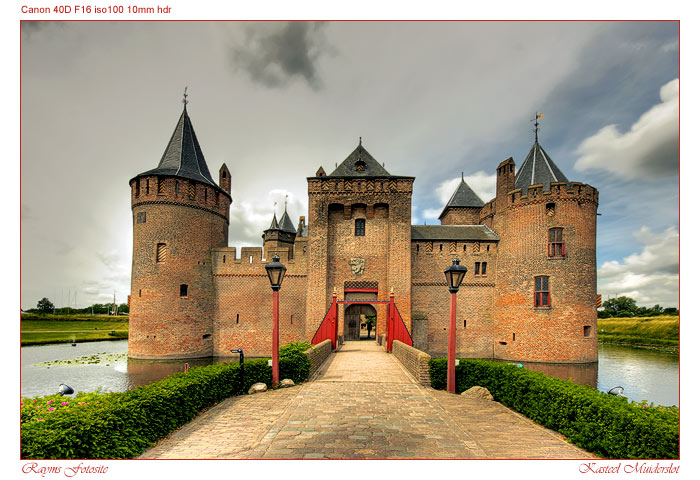 Canon 40D F16 iso100 10mm hdr
Rayms Fotosite
Kasteel Muiderslot